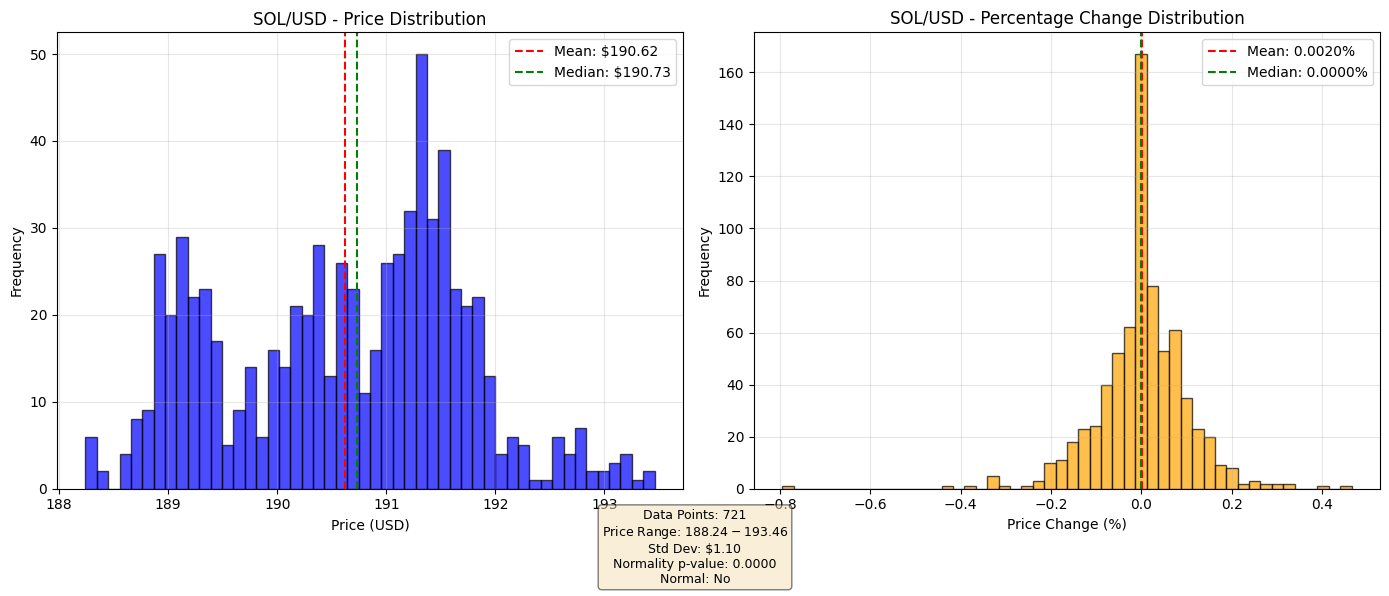 SOL/USD - Price Distribution
Mean: $190.62
Median: $190.73
Frequency
50
40
30
20
10
0
188
189
190
191
192
193
Price (USD)
SOL/USD - Percentage Change Distribution
Mean: 0.0020%
Median: 0.0000%
Frequency
160
140
120
100
80
60
40
20
0
−0.8
−0.6
−0.4
−0.2
0.0
0.2
0.4
Price Change (%)
Data Points: 721
Price Range: 188.24 − 193.46
Std Dev: $1.10
Normality p-value: 0.0000
Normal: No